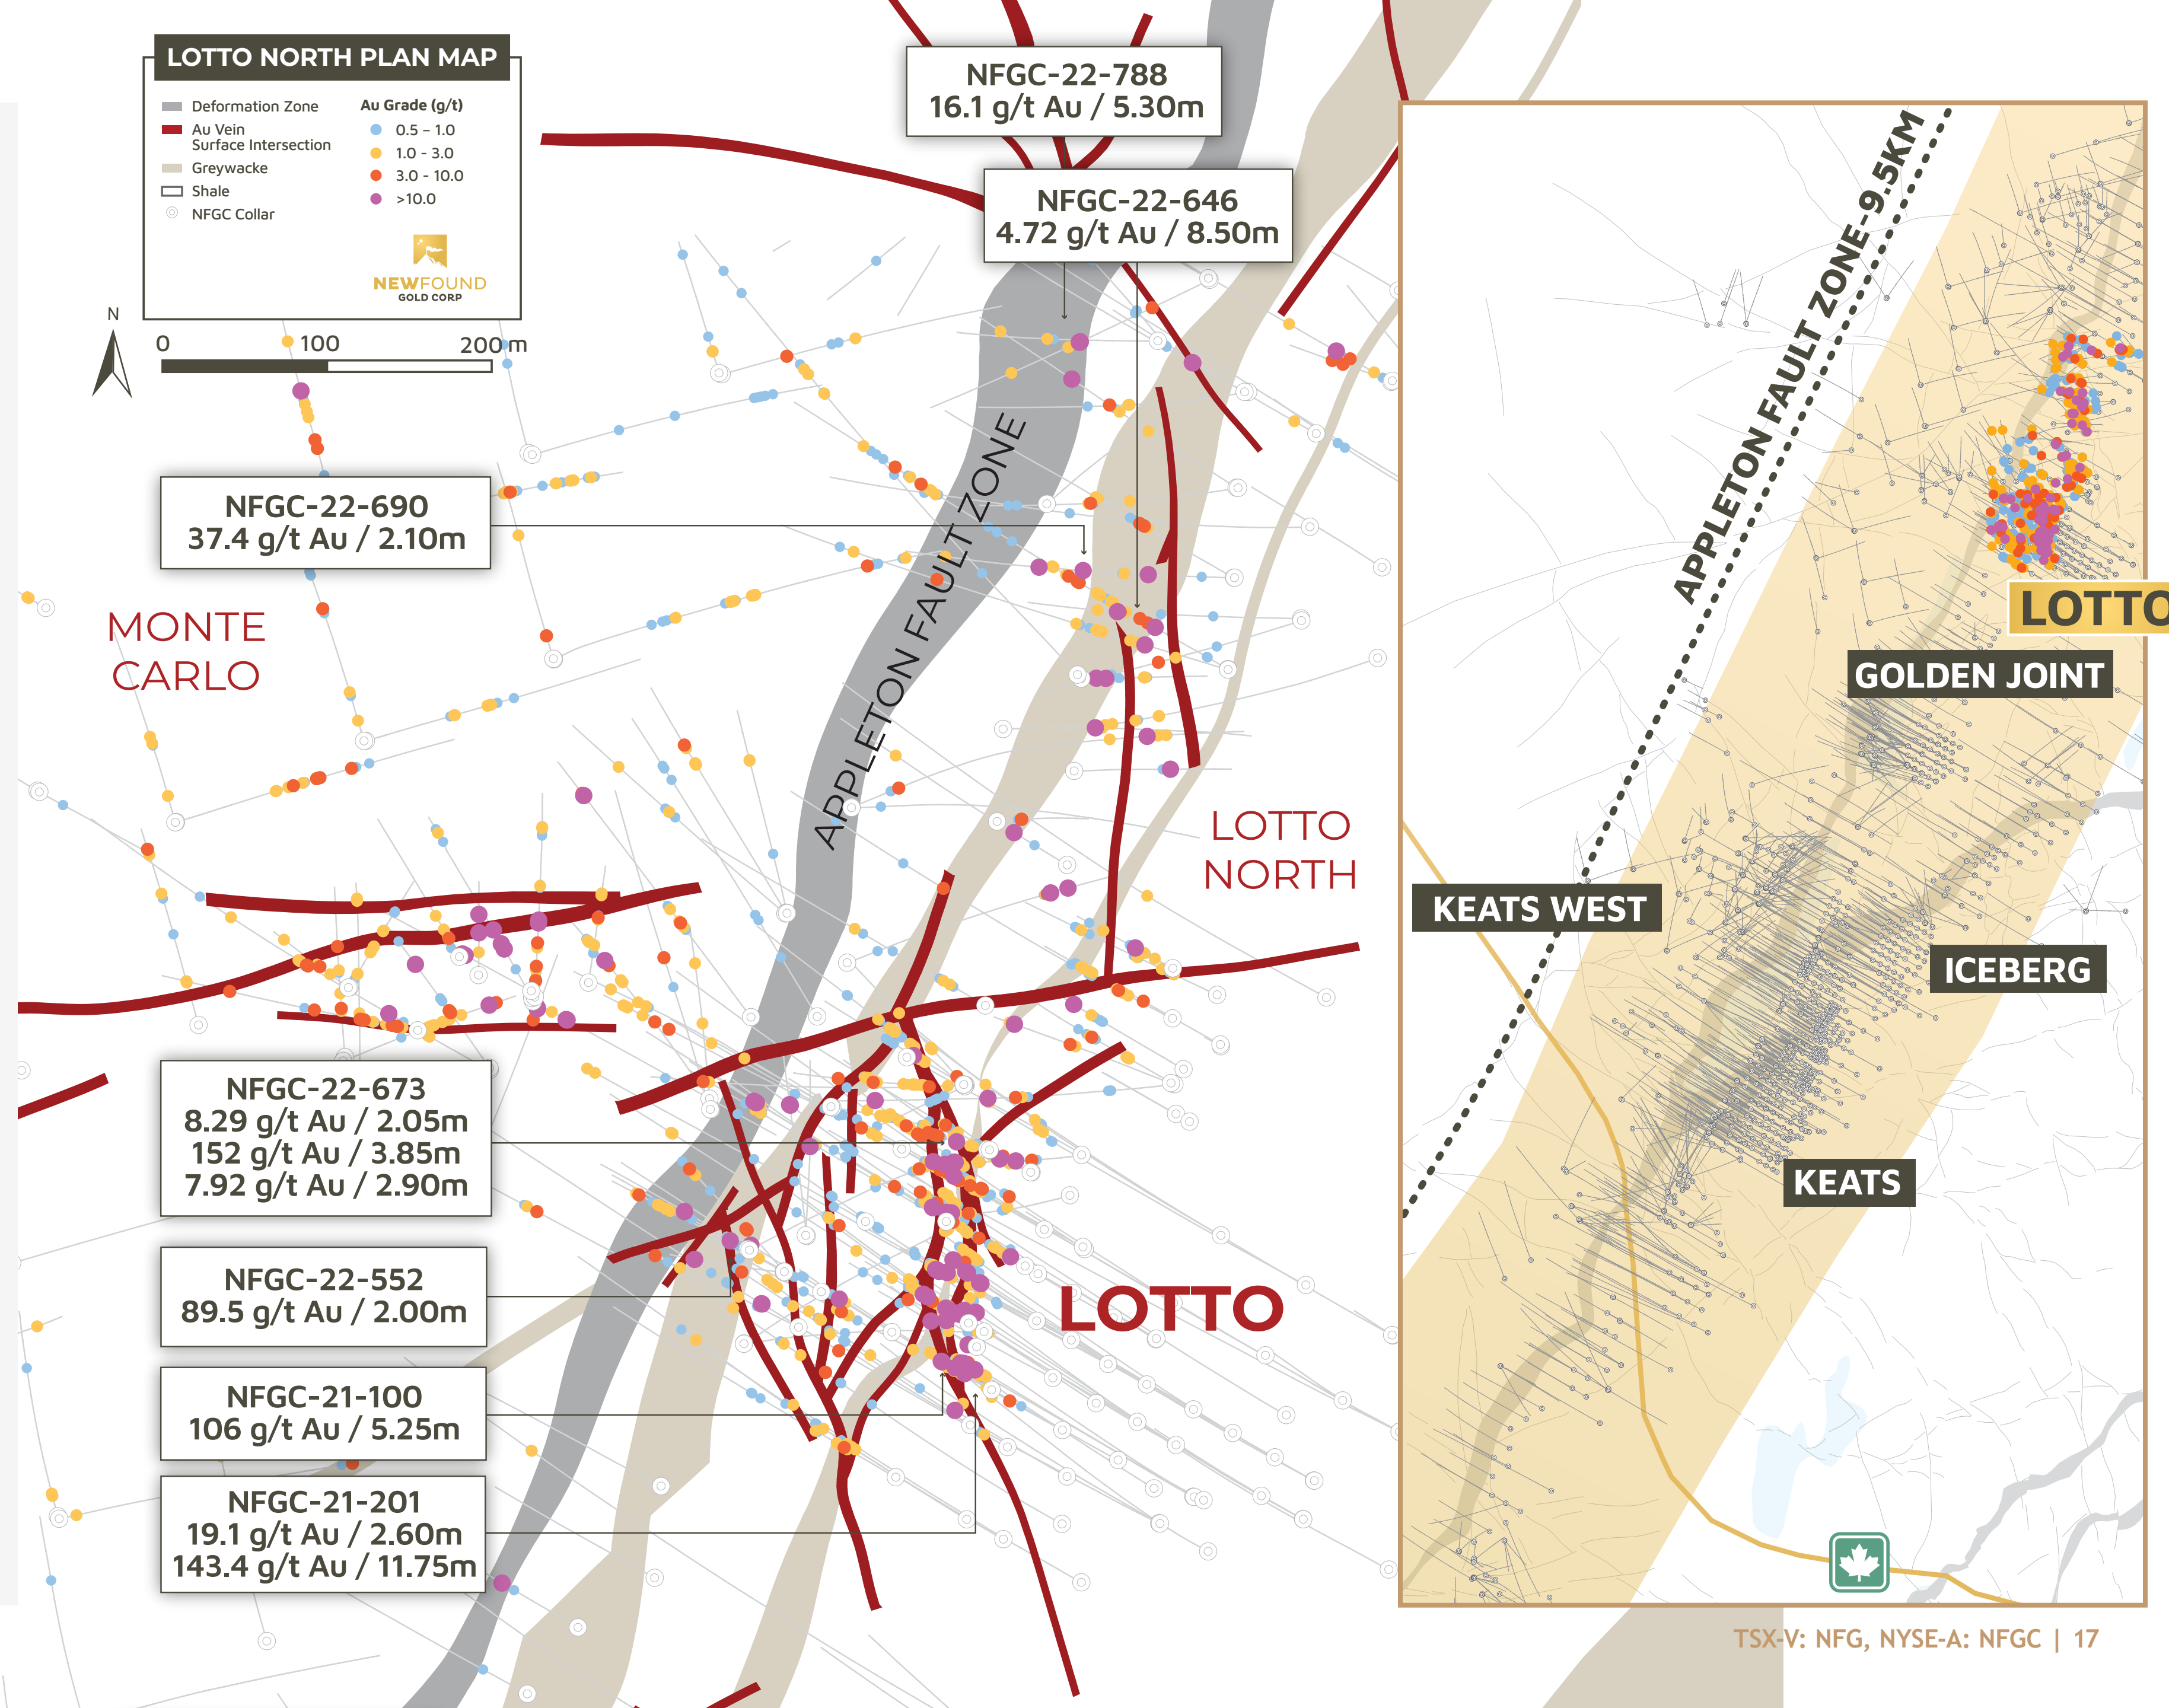 LOTTO NORTH PLAN MAP
Deformation Zone
Au Vein
Surface Intersection
Greywacke
Shale
NFGC Collar
Au Grade (g/t)
0.5 – 1.0
1.0 - 3.0
3.0 - 10.0
>10.0
NEWFOUND
GOLD CORP
N
0 100 200m
NFGC-22-788
16.1 g/t Au / 5.30m
NFGC-22-646
4.72 g/t Au / 8.50m
NFGC-22-690
37.4 g/t Au / 2.10m
MONTE
CARLO
APPLETON FAULT ZONE
LOTTO
NORTH
NFGC-22-673
8.29 g/t Au / 2.05m
152 g/t Au / 3.85m
7.92 g/t Au / 2.90m
NFGC-22-552
89.5 g/t Au / 2.00m
LOTTO
NFGC-21-100
106 g/t Au / 5.25m
NFGC-21-201
19.1 g/t Au / 2.60m
143.4 g/t Au / 11.75m
APPLETON FAULT ZONE-9.5KM
LOTTO
GOLDEN JOINT
KEATS WEST
ICEBERG
KEATS
TSX-V: NFG, NYSE-A: NFGC | 17